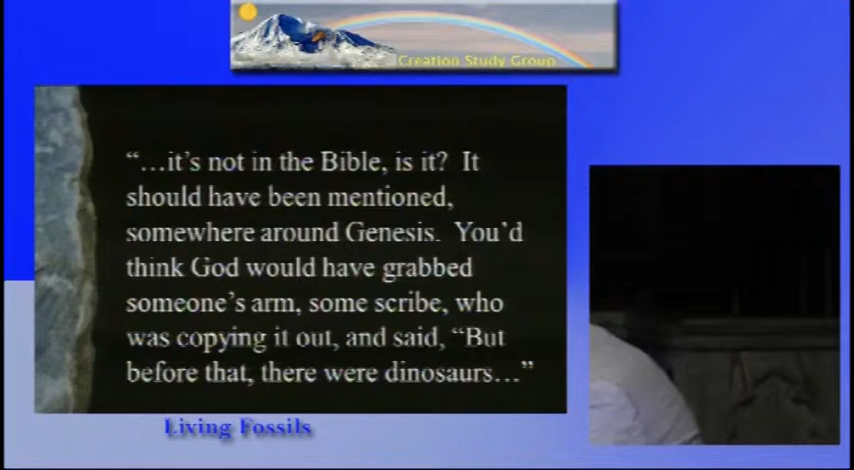 Creation Study Group
“…it’s not in the Bible, is it? It
should have been mentioned,
somewhere around Genesis. You’d
think God would have grabbed
someone’s arm, some scribe, who
was copying it out, and said, “But
before that, there were dinosaurs…”
Living Fossils